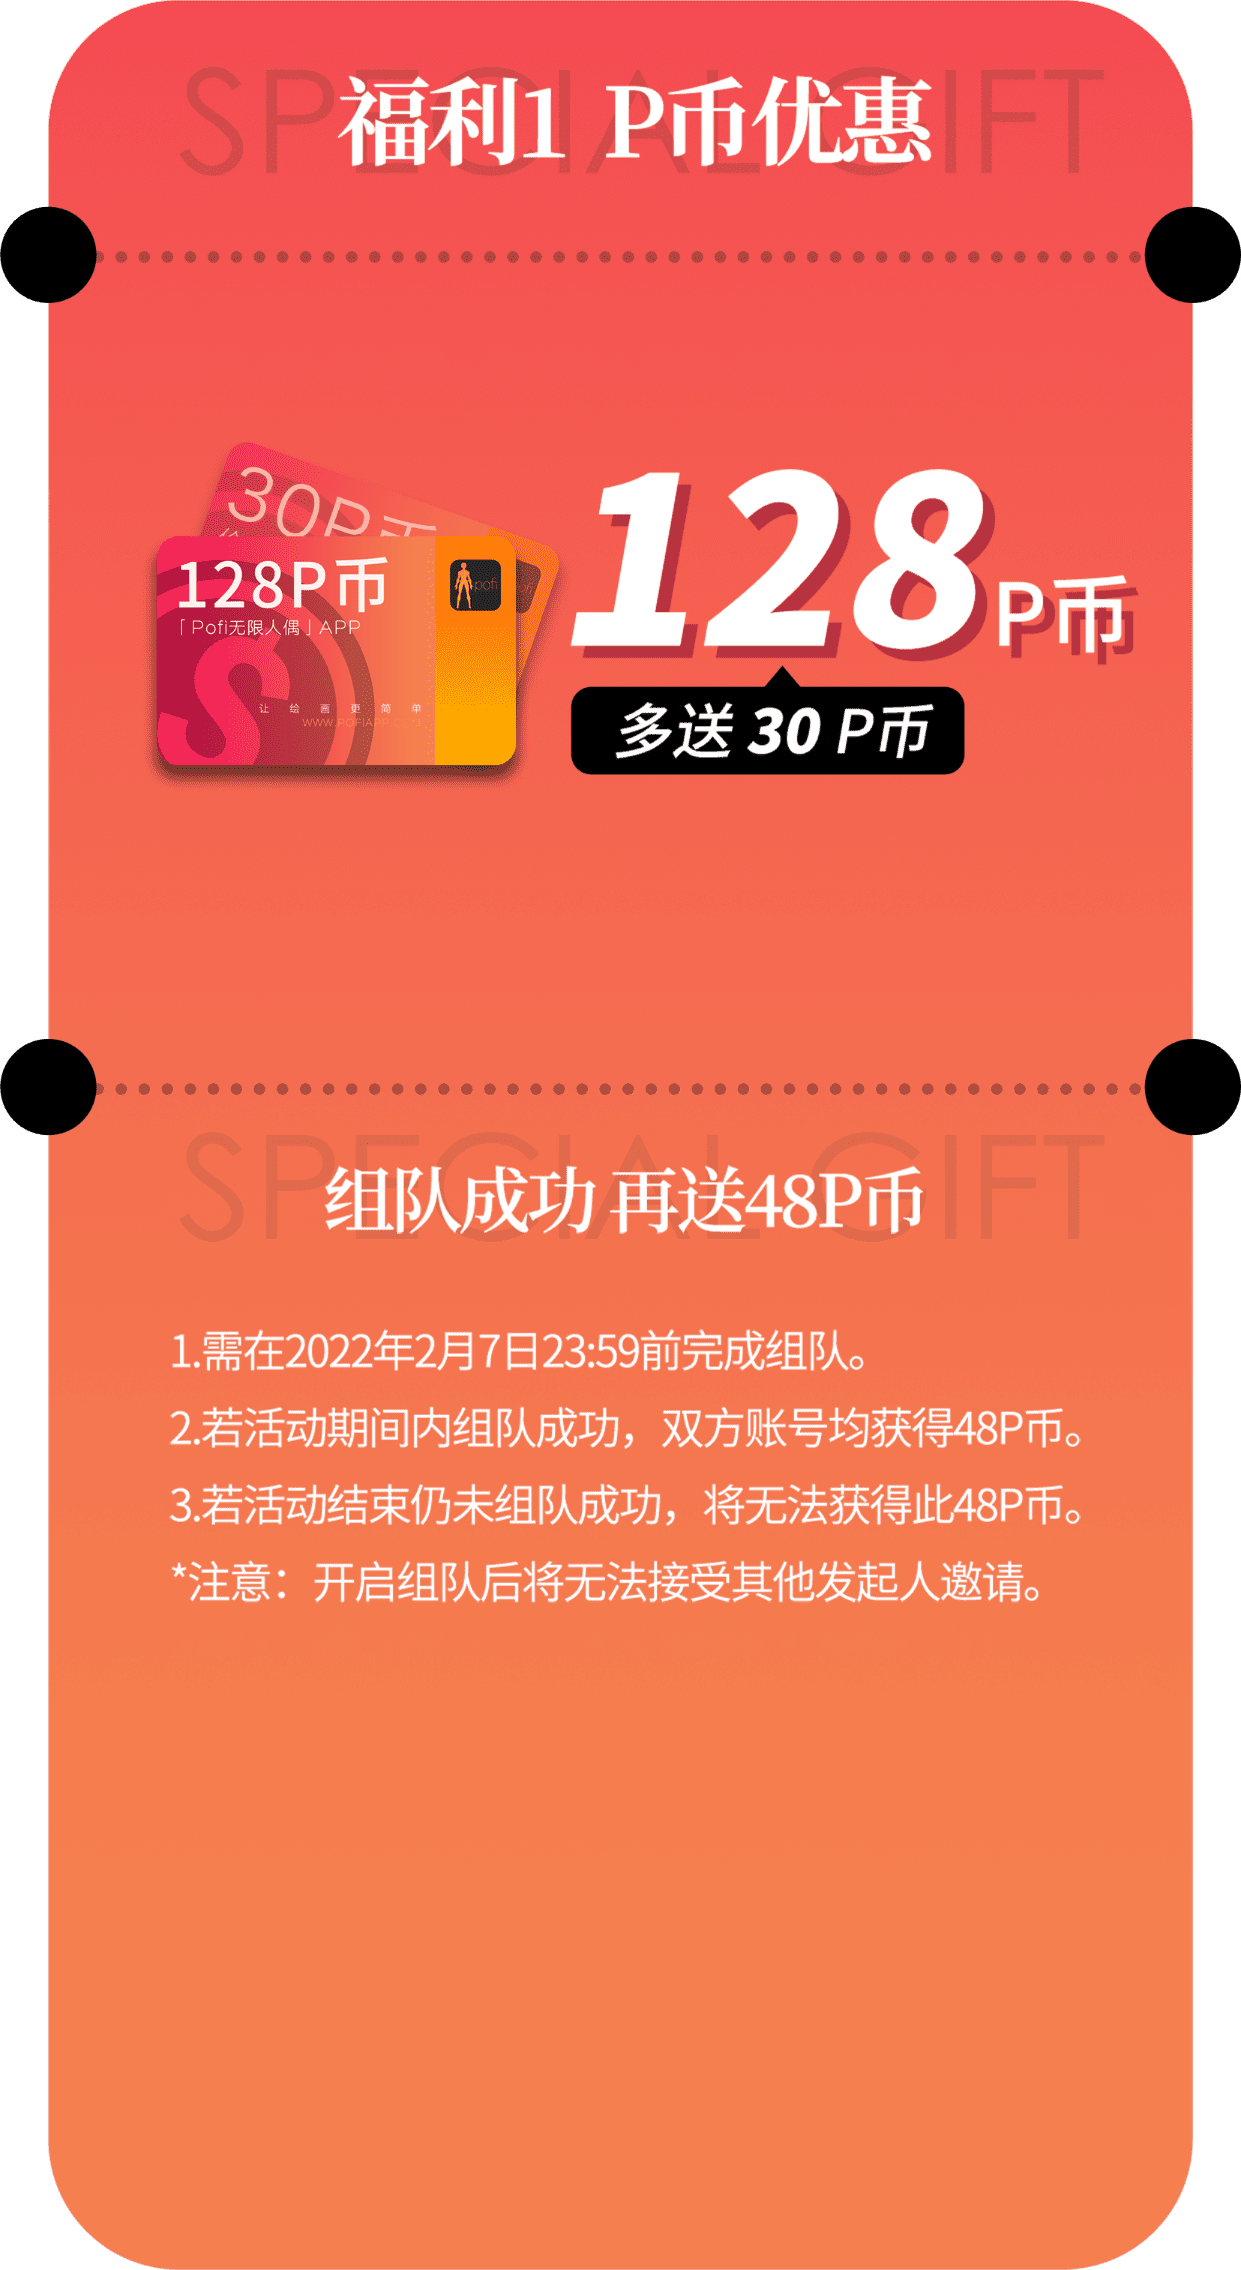 SPECIAL GIFT
福利1 P币优惠
30P币
128P币
「Pofi无限人偶」APP
pofi
让绘画更简单
128P币
多送 30 P币
SPECIAL GIFT
组队成功 再送48P币
1.需在2022年2月7日23:59前完成组队。
2.若活动期间内组队成功，双方账号均获得48P币。
3.若活动结束仍未组队成功，将无法获得此48P币。
*注意：开启组队后将无法接受其他发起人邀请。